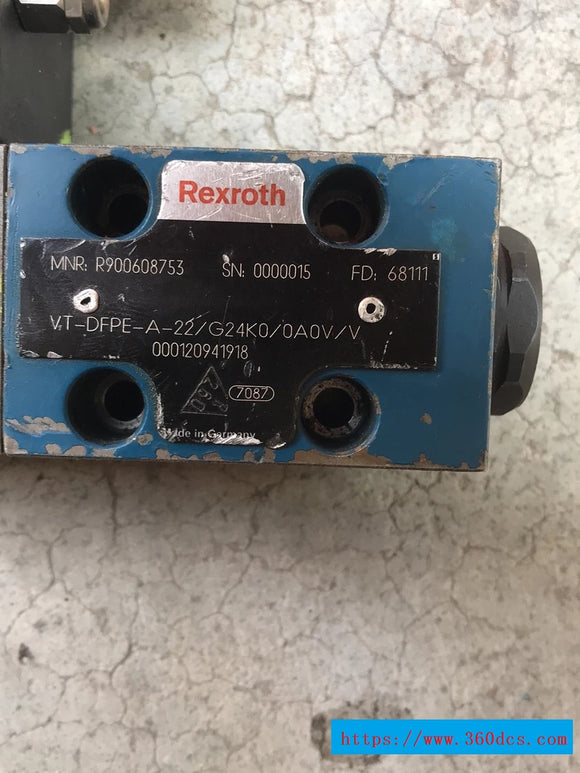 Rexroth
MNR: R900608753 SN: 0000015 FD: 68111
VT-DFPE-A-22/G24K0/0A0V/V
000120941918
7087
Made in Germany
https://www.360dcs.com